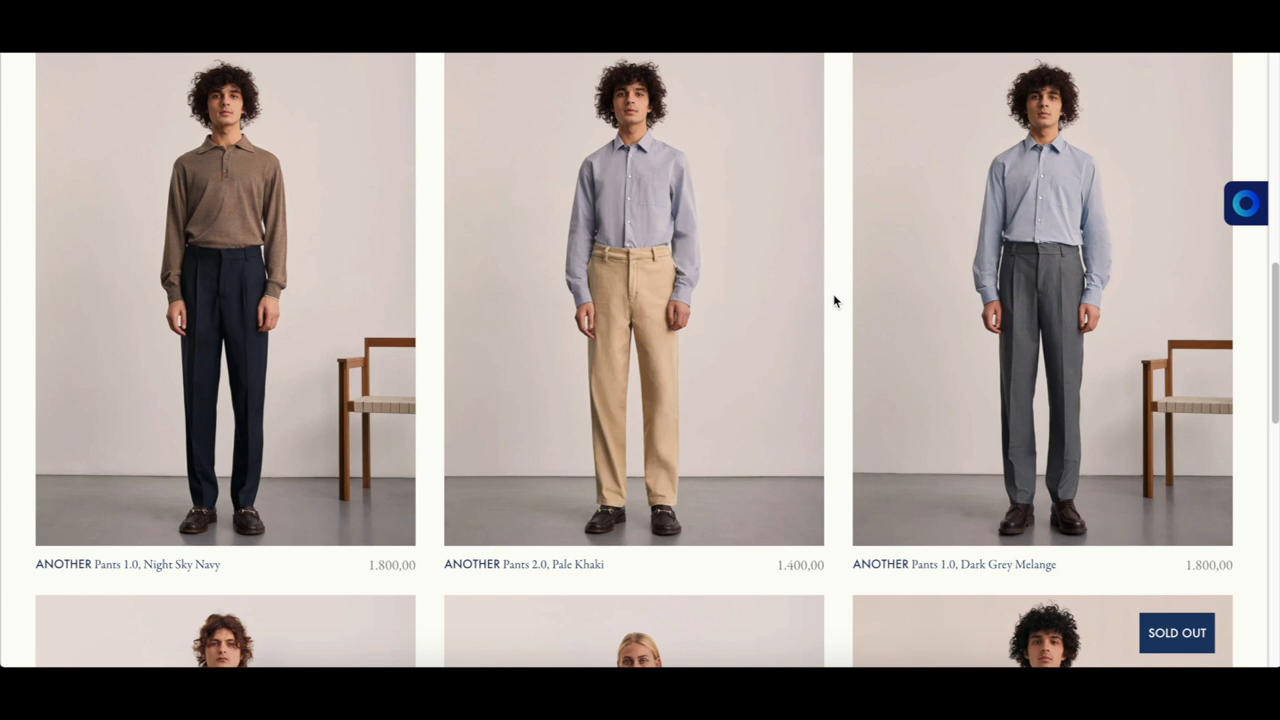 ANOTHER Pants 1.0, Night Sky Navy 1.800,00
ANOTHER Pants 2.0, Pale Khaki 1.400,00
ANOTHER Pants 1.0, Dark Grey Melange 1.800,00
SOLD OUT